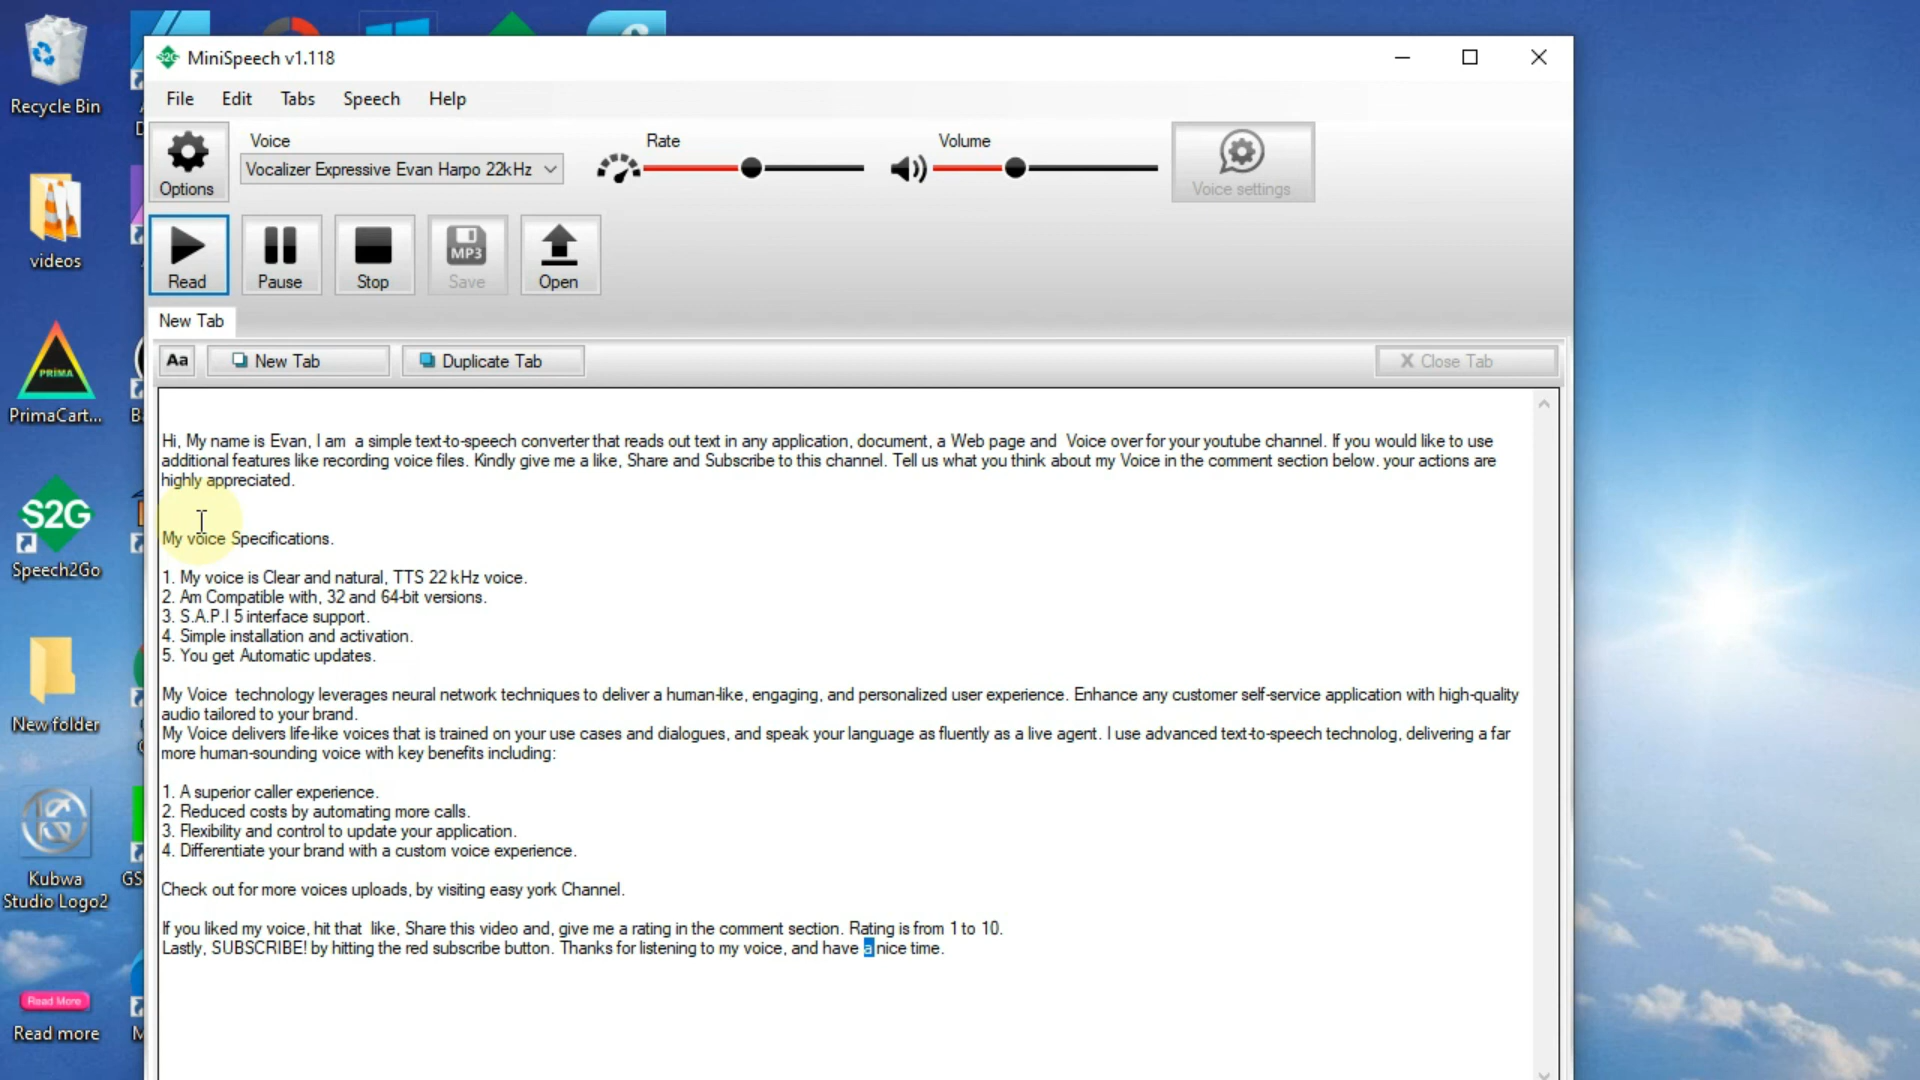 MiniSpeech v1.118
File Edit Tabs Speech Help
Options
Voice
Vocalizer Expressive Evan Harpo 22kHz
Rate
Volume
Voice settings
Read
Pause
Stop
MP3
Save
Open
New Tab
Aa
New Tab
Duplicate Tab
X Close Tab
Hi, My name is Evan, I am  a simple text-to-speech converter that reads out text in any application, document, a Web page and  Voice over for your youtube channel. If you would like to use
additional features like recording voice files. Kindly give me a like, Share and Subscribe to this channel. Tell us what you think about my Voice in the comment section below. your actions are
highly appreciated.
My voice Specifications.
1. My voice is Clear and natural, TTS 22 kHz voice.
2. Am Compatible with, 32 and 64-bit versions.
3. S.A.P.I 5 interface support.
4. Simple installation and activation.
5. You get Automatic updates.
My Voice  technology leverages neural network techniques to deliver a human-like, engaging, and personalized user experience. Enhance any customer self-service application with high-quality
audio tailored to your brand.
My Voice delivers life-like voices that is trained on your use cases and dialogues, and speak your language as fluently as a live agent. I use advanced text-to-speech technolog, delivering a far
more human-sounding voice with key benefits including:
1. A superior caller experience.
2. Reduced costs by automating more calls.
3. Flexibility and control to update your application.
4. Differentiate your brand with a custom voice experience.
Check out for more voices uploads, by visiting easy york Channel.
If you liked my voice, hit that  like, Share this video and, give me a rating in the comment section. Rating is from 1 to 10.
Lastly, SUBSCRIBE! by hitting the red subscribe button. Thanks for listening to my voice, and have a nice time.
Recycle Bin
videos
PRIMA
PrimaCart...
S2G
Speech2Go
New folder
Kubwa
Studio Logo2
Read More
Read more